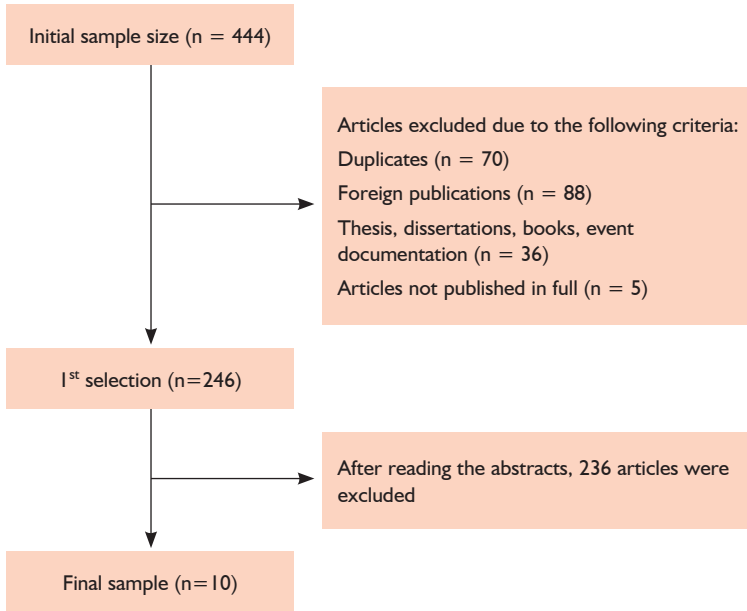 Initial sample size (n = 444)
Articles excluded due to the following criteria:
Duplicates (n = 70)
Foreign publications (n = 88)
Thesis, dissertations, books, event
documentation (n = 36)
Articles not published in full (n = 5)
1st selection (n=246)
After reading the abstracts, 236 articles were
excluded
Final sample (n=10)